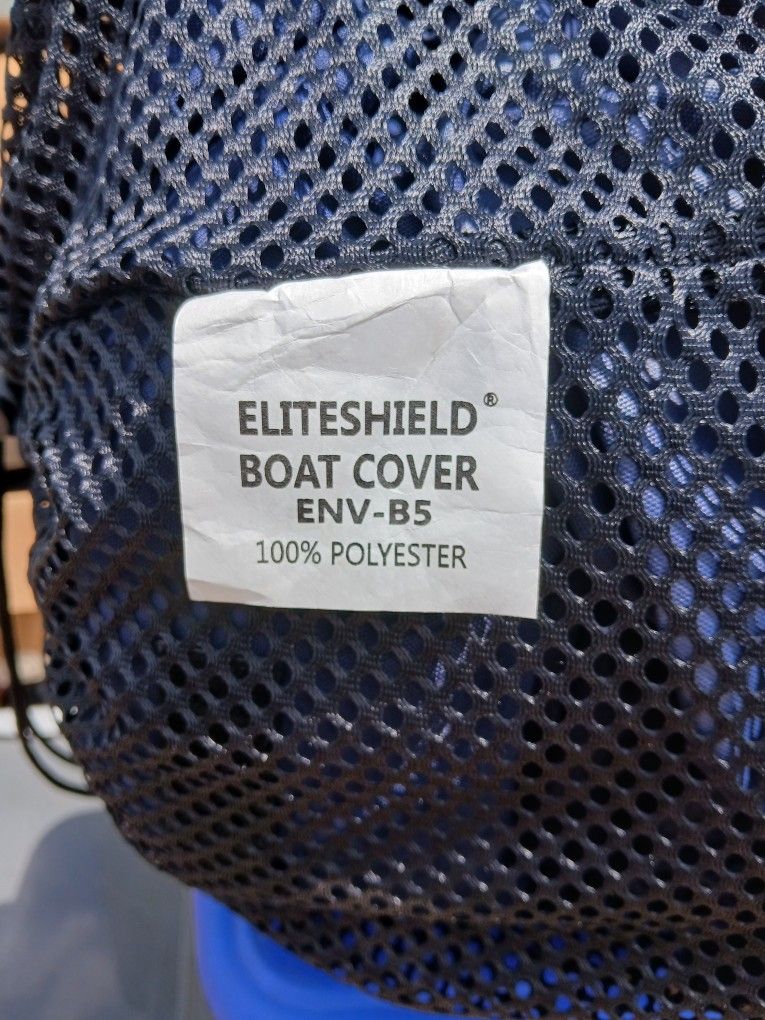 ELITESHIELD®
BOAT COVER
ENV-B5
100% POLYESTER